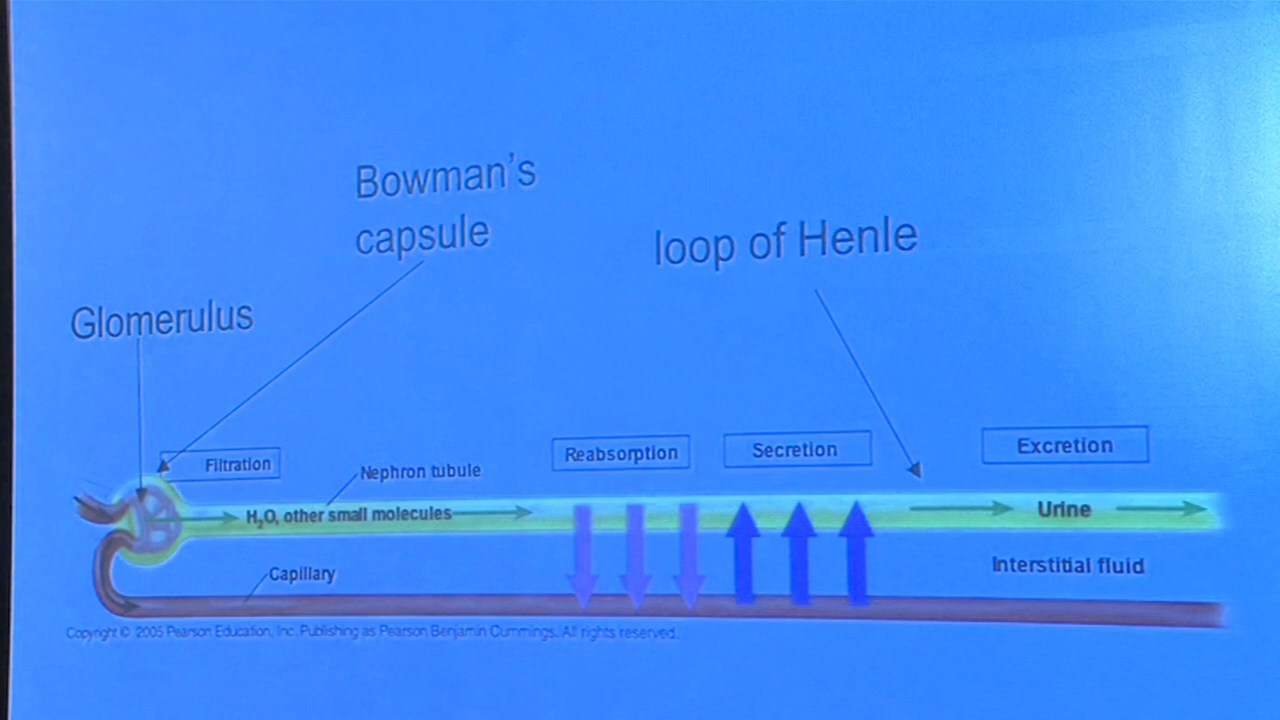 Bowman's
capsule
loop of Henle
Glomerulus
Filtration
Nephron tubule
Reabsorption
Secretion
Excretion
H₂O, other small molecules
Urine
Capillary
Interstitial fluid
Copyright © 2005 Pearson Education, Inc. Publishing as Pearson Benjamin Cummings. All rights reserved.